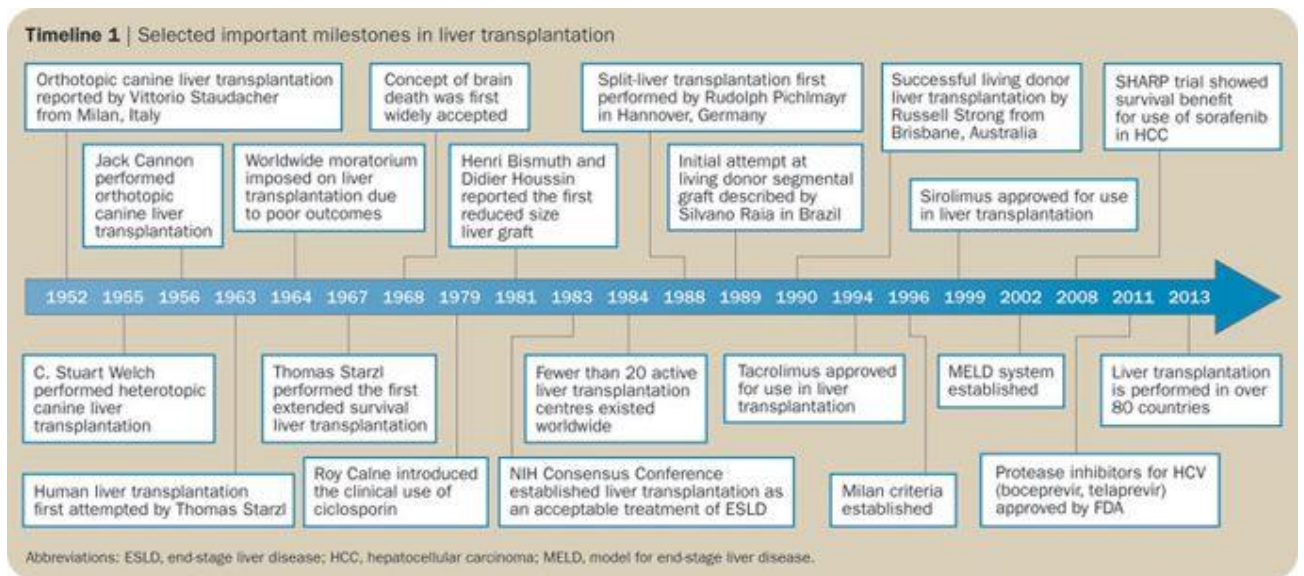 Timeline 1 | Selected important milestones in liver transplantation
Orthotopic canine liver transplantation
reported by Vittorio Staudacher
from Milan, Italy
Concept of brain
death was first
widely accepted
Split-liver transplantation first
performed by Rudolph Pichlmayr
in Hannover, Germany
Successful living donor
liver transplantation by
Russell Strong from
Brisbane, Australia
SHARP trial showed
survival benefit
for use of sorafenib
in HCC
Jack Cannon
performed
orthotopic
canine liver
transplantation
Worldwide moratorium
imposed on liver
transplantation due
to poor outcomes
Henri Bismuth and
Didier Houssin
reported the first
reduced size
liver graft
Initial attempt at
living donor segmental
graft described by
Silvano Raia in Brazil
Sirolimus approved for use
in liver transplantation
1952 1955 1956 1963 1964 1967 1968 1979 1981 1983 1984 1988 1989 1990 1994 1996 1999 2002 2008 2011 2013
C. Stuart Welch
performed heterotopic
canine liver
transplantation
Thomas Starzl
performed the first
extended survival
liver transplantation
Fewer than 20 active
liver transplantation
centres existed
worldwide
Tacrolimus approved
for use in liver
transplantation
MELD system
established
Liver transplantation
is performed in over
80 countries
Human liver transplantation
first attempted by Thomas Starzl
Roy Calne introduced
the clinical use of
ciclosporin
NIH Consensus Conference
established liver transplantation as
an acceptable treatment of ESLD
Milan criteria
established
Protease inhibitors for HCV
(boceprevir, telaprevir)
approved by FDA
Abbreviations: ESLD, end-stage liver disease; HCC, hepatocellular carcinoma; MELD, model for end-stage liver disease.